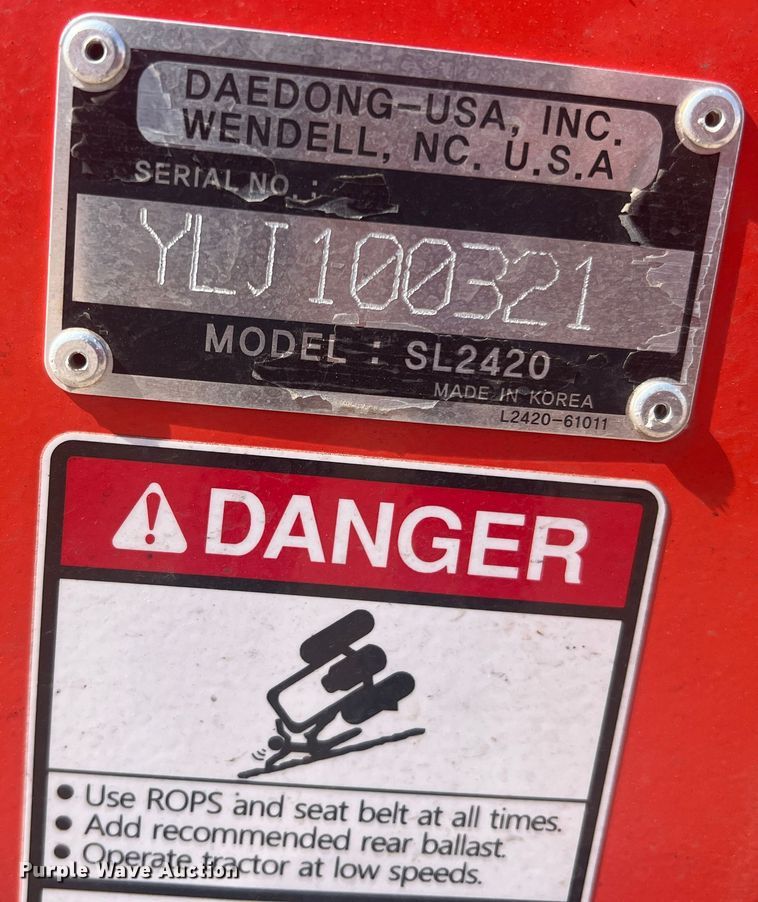 DAEDONG-USA, INC.
WENDELL, NC. U.S.A
SERIAL NO. :
YLJ100321
MODEL : SL2420
MADE IN KOREA
L2420-61011
DANGER
• Use ROPS and seat belt at all times.
• Add recommended rear ballast.
• Operate tractor at low speeds.
Purple Wave Auction